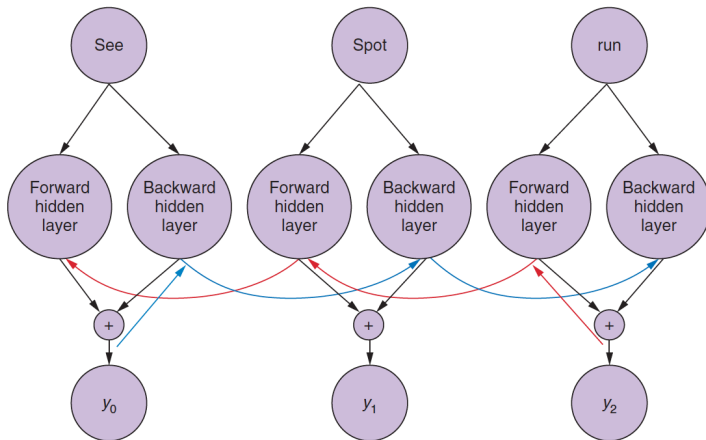 See
Spot
run
Forward
hidden
layer
Backward
hidden
layer
Forward
hidden
layer
Backward
hidden
layer
Forward
hidden
layer
Backward
hidden
layer
+
+
+
y₀
y₁
y₂